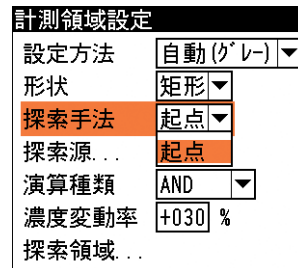 計測領域設定
設定方法 自動(ｸﾞﾚｰ)
形状 矩形
探索手法 起点
探索源... 起点
演算種類 AND
濃度変動率 +030 %
探索領域...